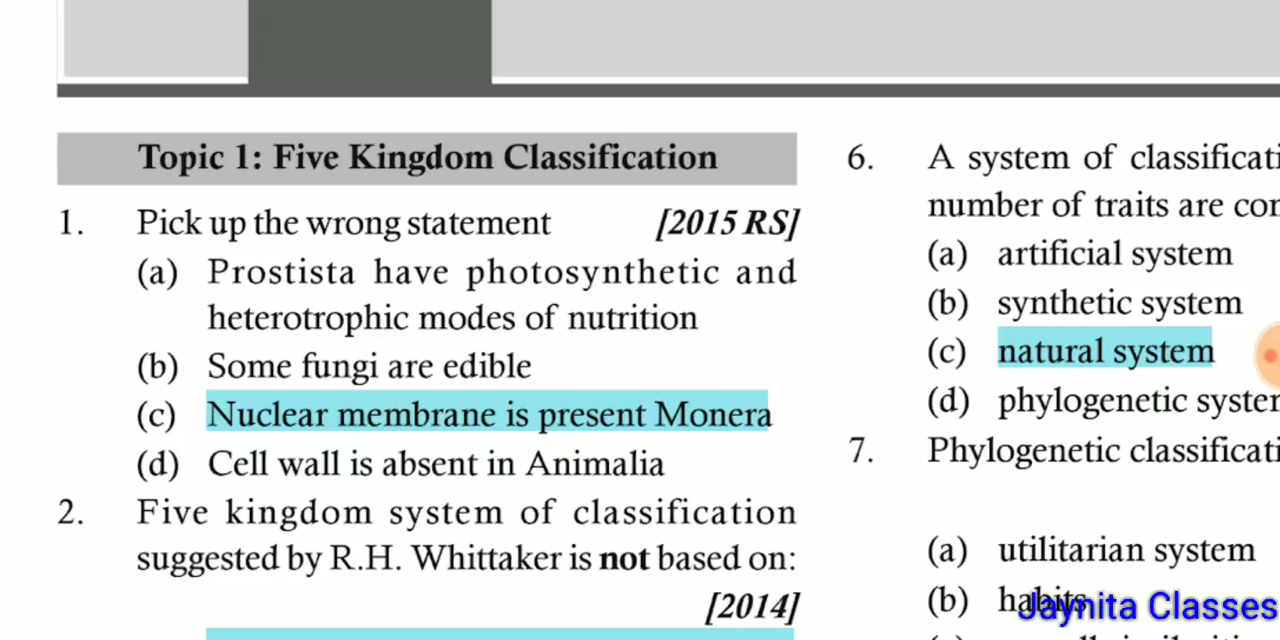 Topic 1: Five Kingdom Classification
1. Pick up the wrong statement [2015 RS]
(a) Prostista have photosynthetic and
heterotrophic modes of nutrition
(b) Some fungi are edible
(c) Nuclear membrane is present Monera
(d) Cell wall is absent in Animalia
2. Five kingdom system of classification
suggested by R.H. Whittaker is not based on:
[2014]
6. A system of classificati
number of traits are con
(a) artificial system
(b) synthetic system
(c) natural system
(d) phylogenetic system
7. Phylogenetic classificati
(a) utilitarian system
(b) habits
Jaynita Classes